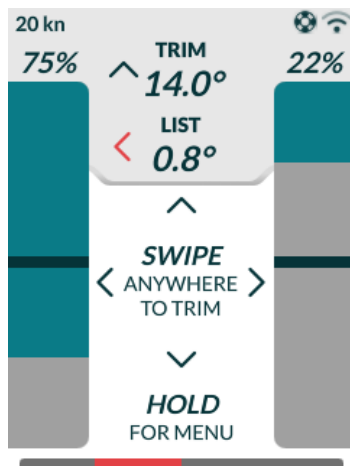 20 kn
75%
TRIM
14.0°
22%
LIST
0.8°
SWIPE
ANYWHERE
TO TRIM
HOLD
FOR MENU